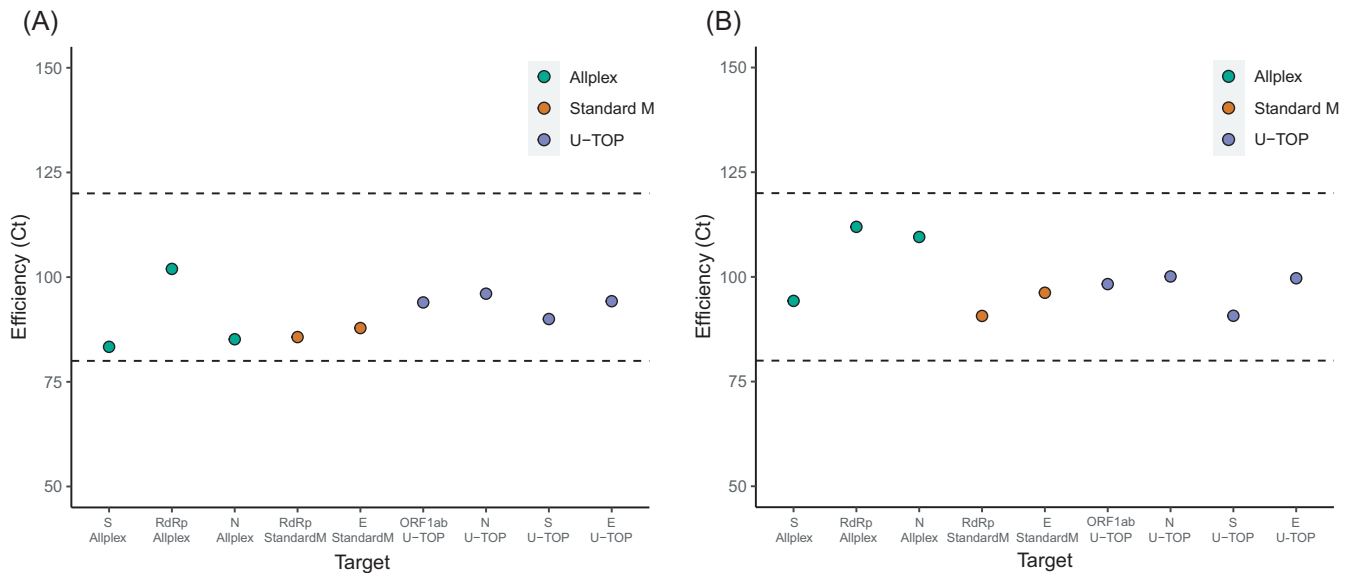 (A)
Efficiency (Ct)
150
125
100
75
50
Allplex
Standard M
U−TOP
S
Allplex
RdRp
Allplex
N
Allplex
RdRp
StandardM
E
StandardM
ORF1ab
U−TOP
N
U−TOP
S
U−TOP
E
U−TOP
Target
(B)
Efficiency (Ct)
150
125
100
75
50
Allplex
Standard M
U−TOP
S
Allplex
RdRp
Allplex
N
Allplex
RdRp
StandardM
E
StandardM
ORF1ab
U−TOP
N
U−TOP
S
U−TOP
E
U-TOP
Target